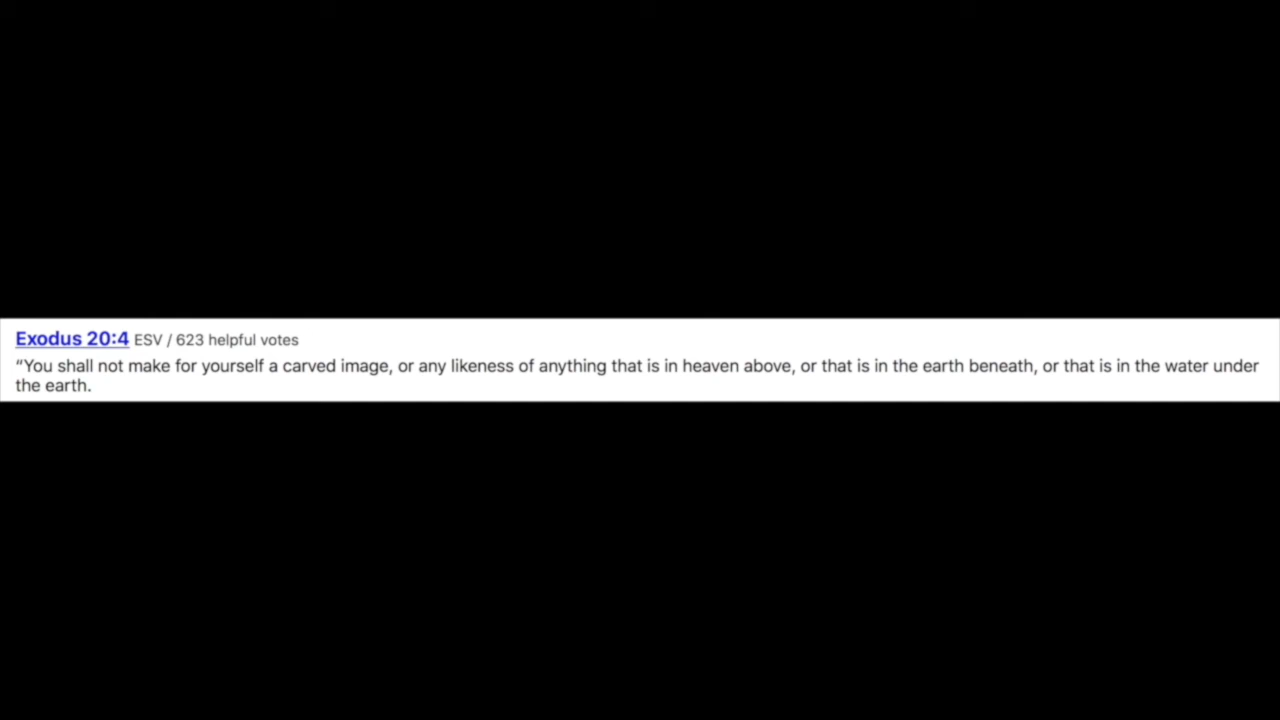 Exodus 20:4 ESV / 623 helpful votes
“You shall not make for yourself a carved image, or any likeness of anything that is in heaven above, or that is in the earth beneath, or that is in the water under
the earth.